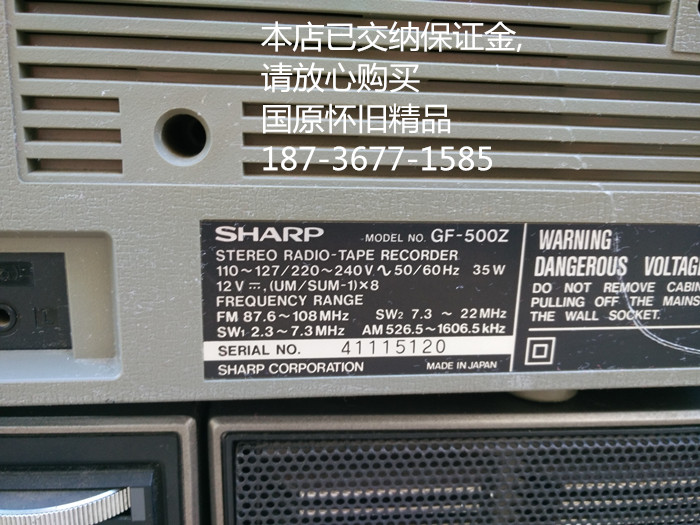 本店已交纳保证金,
请放心购买
国原怀旧精品
187-3677-1585
SHARP MODEL NO. GF-500Z
STEREO RADIO-TAPE RECORDER
110～127/220～240V ∿ 50/60Hz 35W
12V ⎓, (UM/SUM-1)×8
FREQUENCY RANGE
FM 87.6～108MHz SW2 7.3 ～ 22MHz
SW1 2.3～7.3MHz AM 526.5～1606.5kHz
SERIAL NO. 41115120
SHARP CORPORATION MADE IN JAPAN
WARNING
DANGEROUS VOLTAG
DO NOT REMOVE CABIN
PULLING OFF THE MAINS
THE WALL SOCKET.